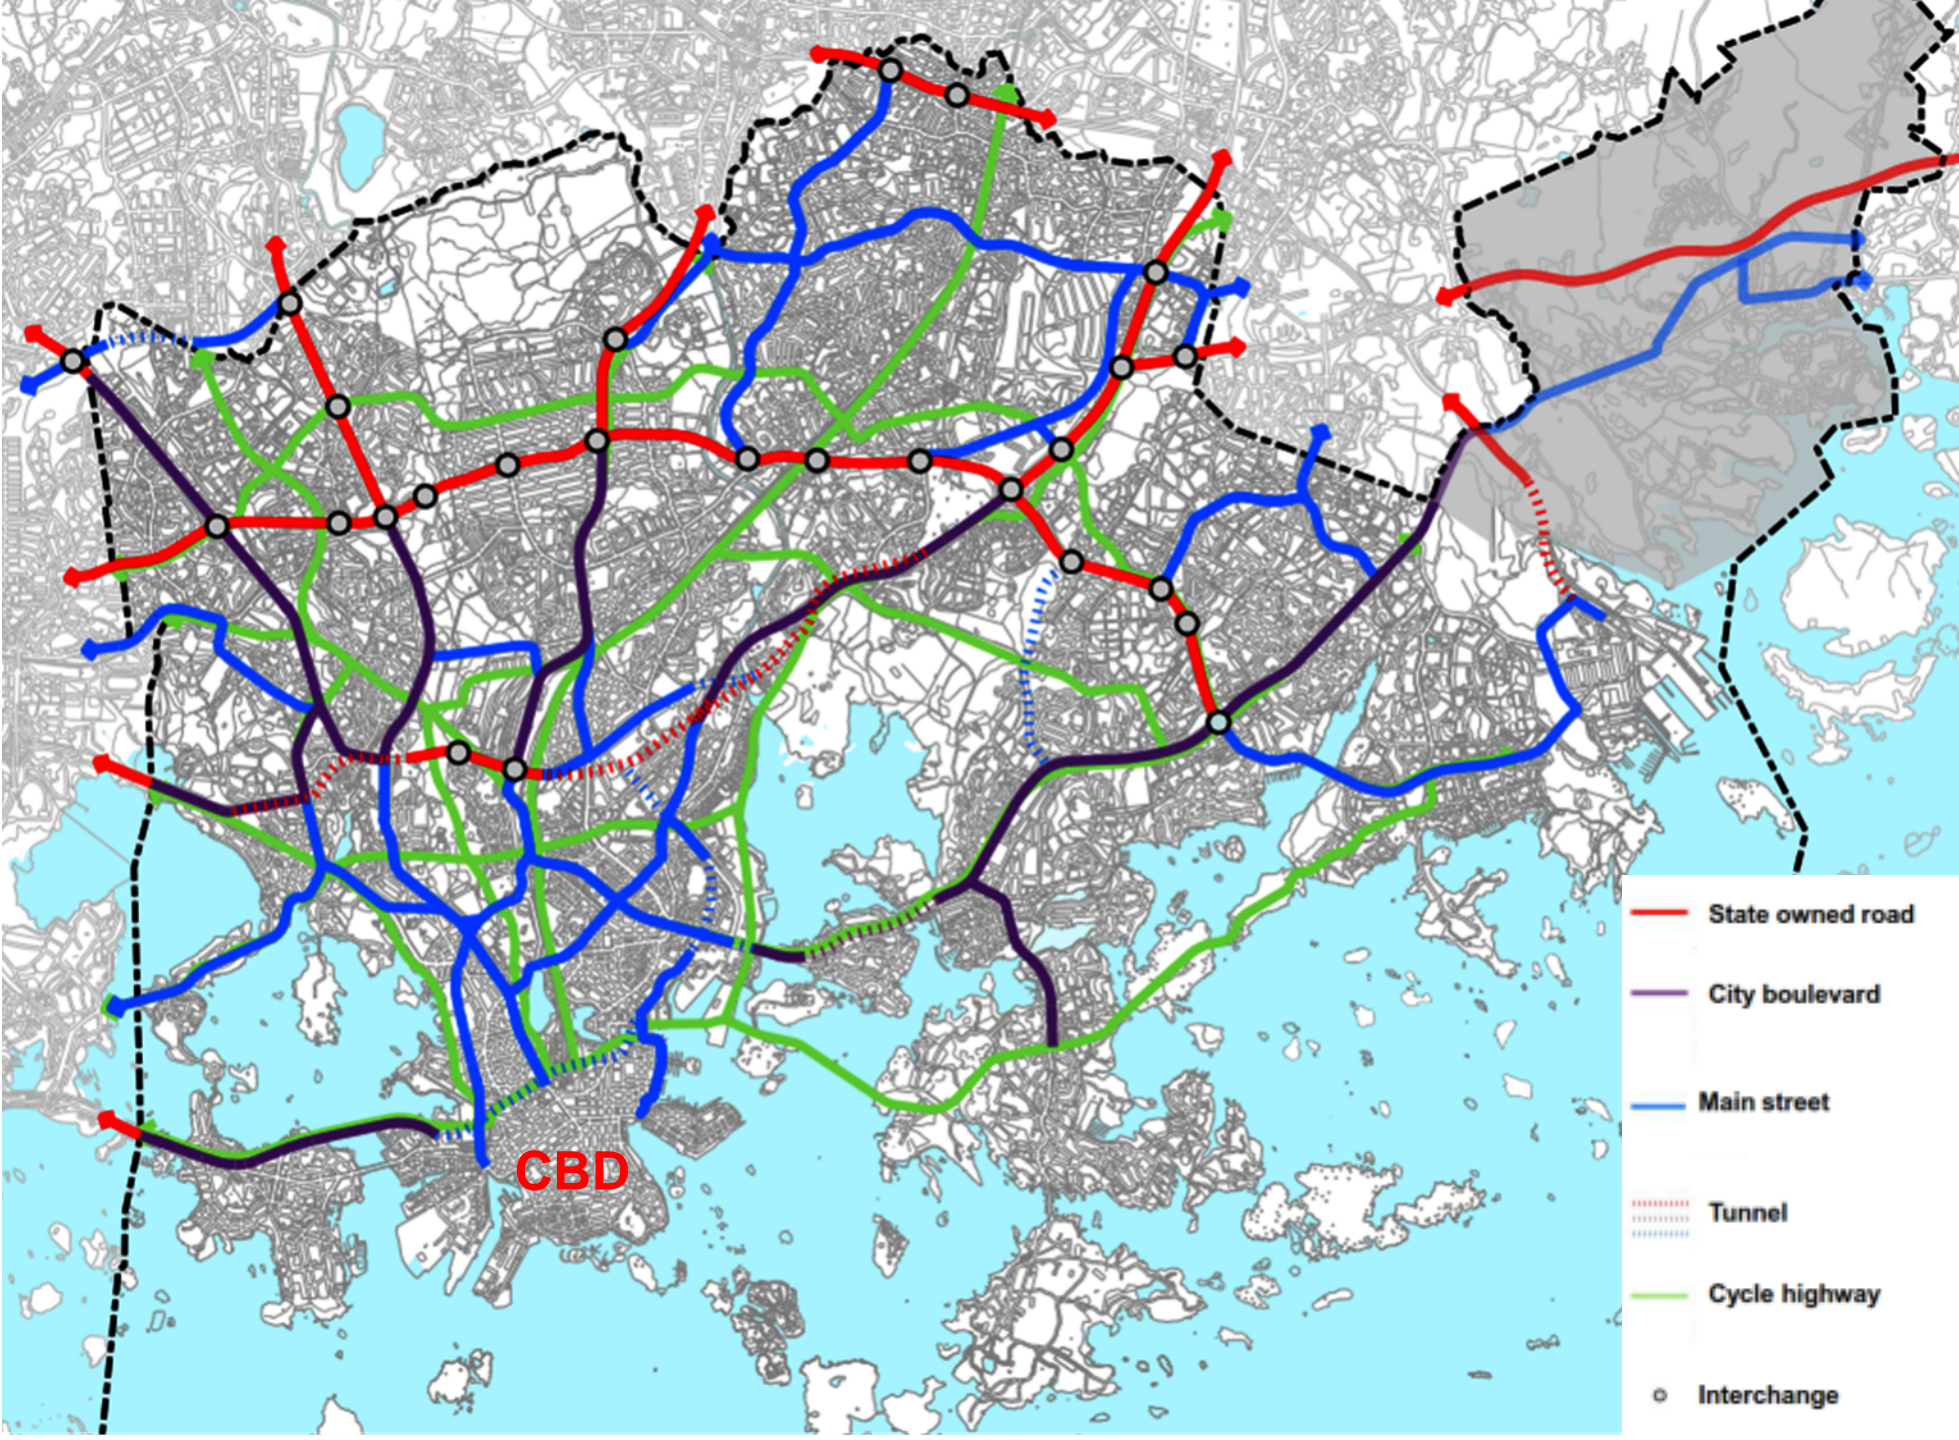 CBD
State owned road
City boulevard
Main street
Tunnel
Cycle highway
Interchange